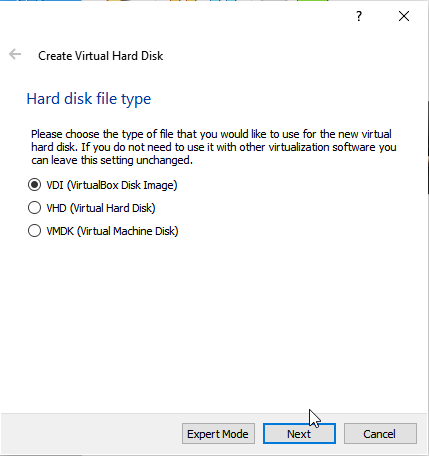 ?
Create Virtual Hard Disk
Hard disk file type
Please choose the type of file that you would like to use for the new virtual
hard disk. If you do not need to use it with other virtualization software you
can leave this setting unchanged.
VDI (VirtualBox Disk Image)
VHD (Virtual Hard Disk)
VMDK (Virtual Machine Disk)
Expert Mode Next Cancel